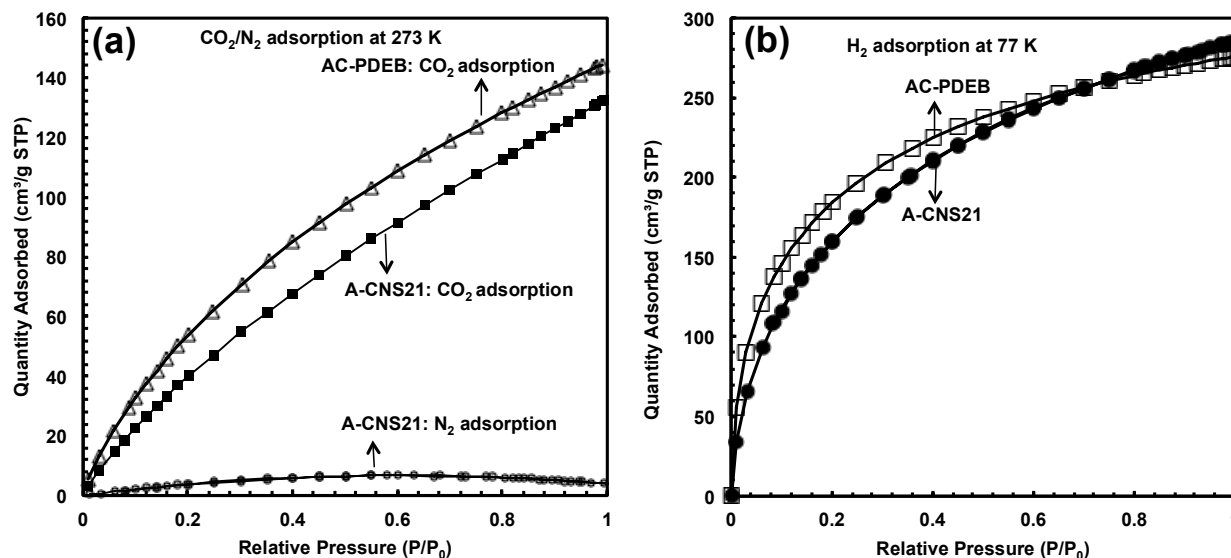 (a)
CO₂/N₂ adsorption at 273 K
AC-PDEB: CO₂ adsorption
A-CNS21: CO₂ adsorption
A-CNS21: N₂ adsorption
Quantity Adsorbed (cm³/g STP)
160
140
120
100
80
60
40
20
0
0 0.2 0.4 0.6 0.8 1
Relative Pressure (P/P₀)
(b)
H₂ adsorption at 77 K
AC-PDEB
A-CNS21
Quantity Adsorbed (cm³/g STP)
300
250
200
150
100
50
0
0 0.2 0.4 0.6 0.8
Relative Pressure (P/P₀)